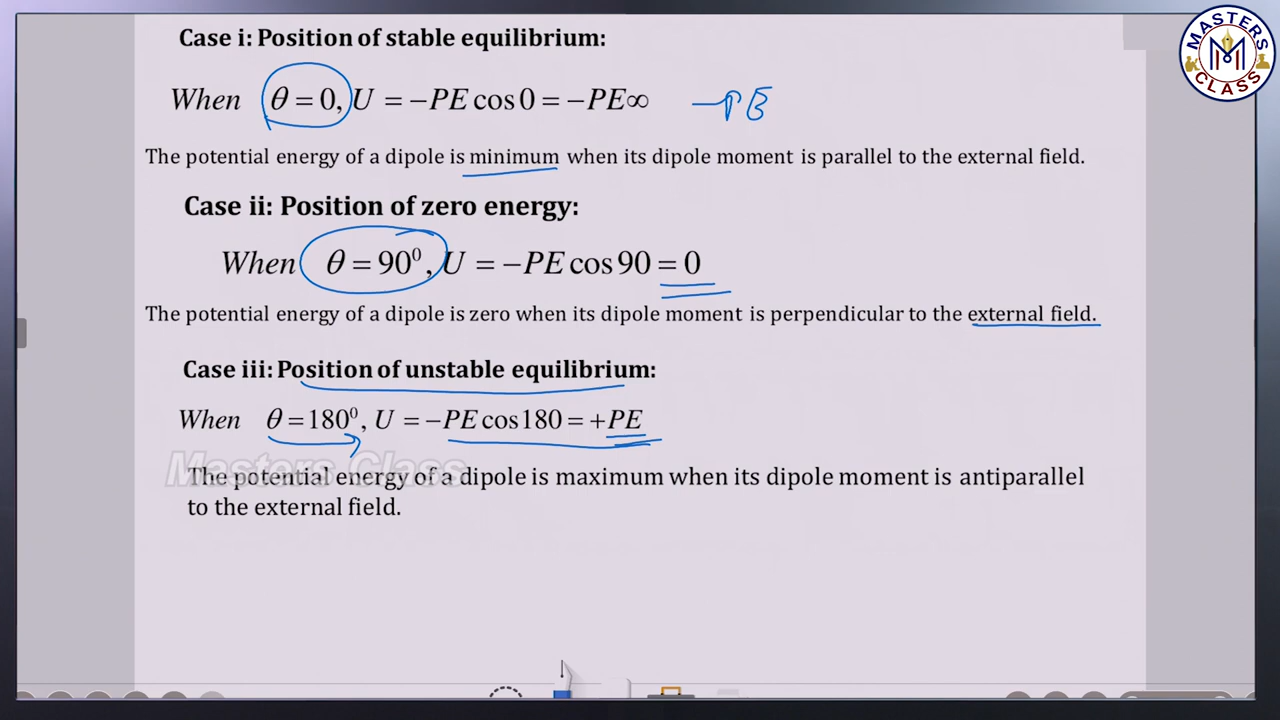 MASTERS
CLASS
Case i: Position of stable equilibrium:
When θ = 0, U = −PE cos 0 = −PE∞ −PE
The potential energy of a dipole is minimum when its dipole moment is parallel to the external field.
Case ii: Position of zero energy:
When θ = 90⁰, U = −PE cos 90 = 0
The potential energy of a dipole is zero when its dipole moment is perpendicular to the external field.
Case iii: Position of unstable equilibrium:
When θ = 180⁰, U = −PE cos 180 = +PE
Masters Class
The potential energy of a dipole is maximum when its dipole moment is antiparallel
to the external field.